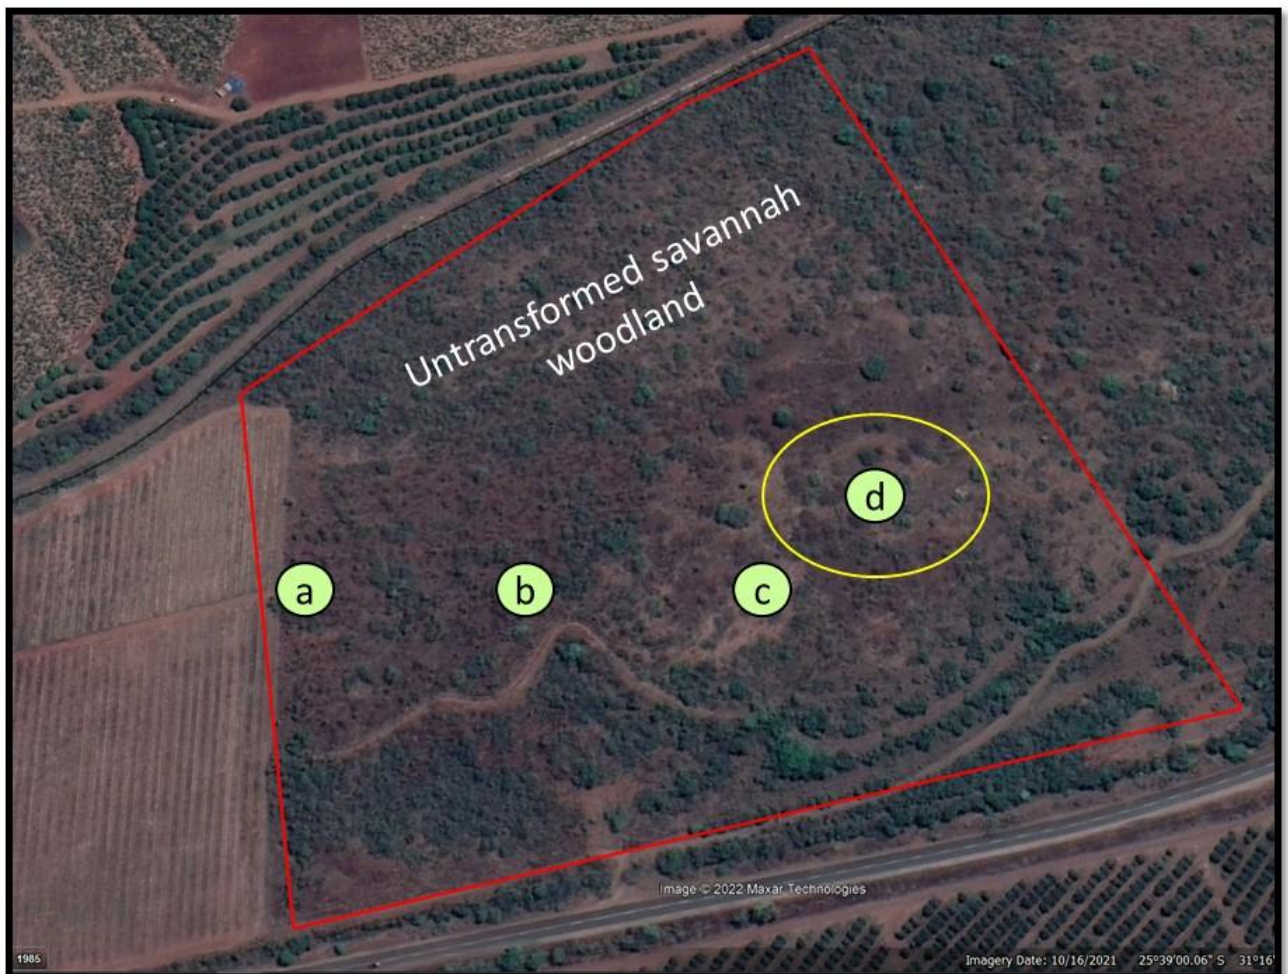 Untransformed savannah
woodland
d
a b c
Image © 2022 Maxar Technologies
1985 Imagery Date: 10/16/2021 25°39'00.06" S 31°16'